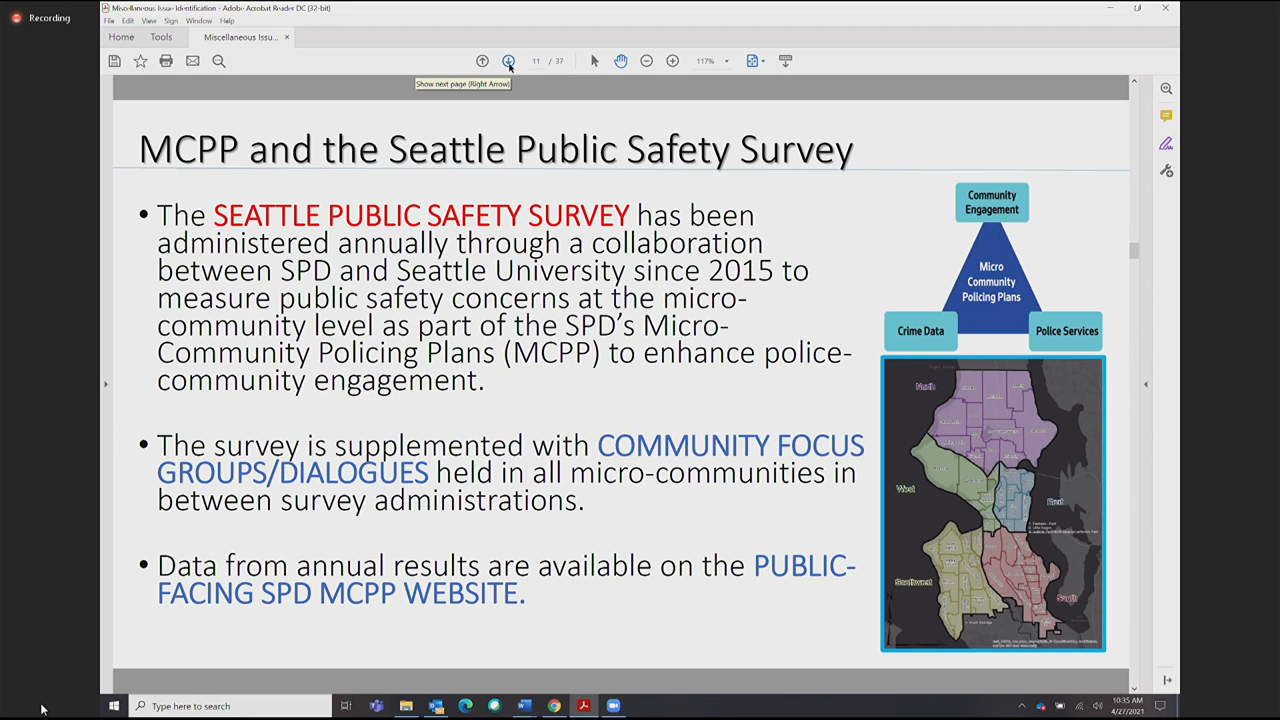 Recording
Miscellaneous Issue Identification - Adobe Acrobat Reader DC (32-bit)
File Edit View Sign Window Help
Home Tools Miscellaneous Issu... ×
11 / 37 117%
Show next page (Right Arrow)
MCPP and the Seattle Public Safety Survey
• The SEATTLE PUBLIC SAFETY SURVEY has been
administered annually through a collaboration
between SPD and Seattle University since 2015 to
measure public safety concerns at the micro-
community level as part of the SPD's Micro-
Community Policing Plans (MCPP) to enhance police-
community engagement.
• The survey is supplemented with COMMUNITY FOCUS
GROUPS/DIALOGUES held in all micro-communities in
between survey administrations.
• Data from annual results are available on the PUBLIC-
FACING SPD MCPP WEBSITE.
Community
Engagement
Micro
Community
Policing Plans
Crime Data
Police Services
North
West
East
Southwest
South
Type here to search
10:35 AM
4/27/2021